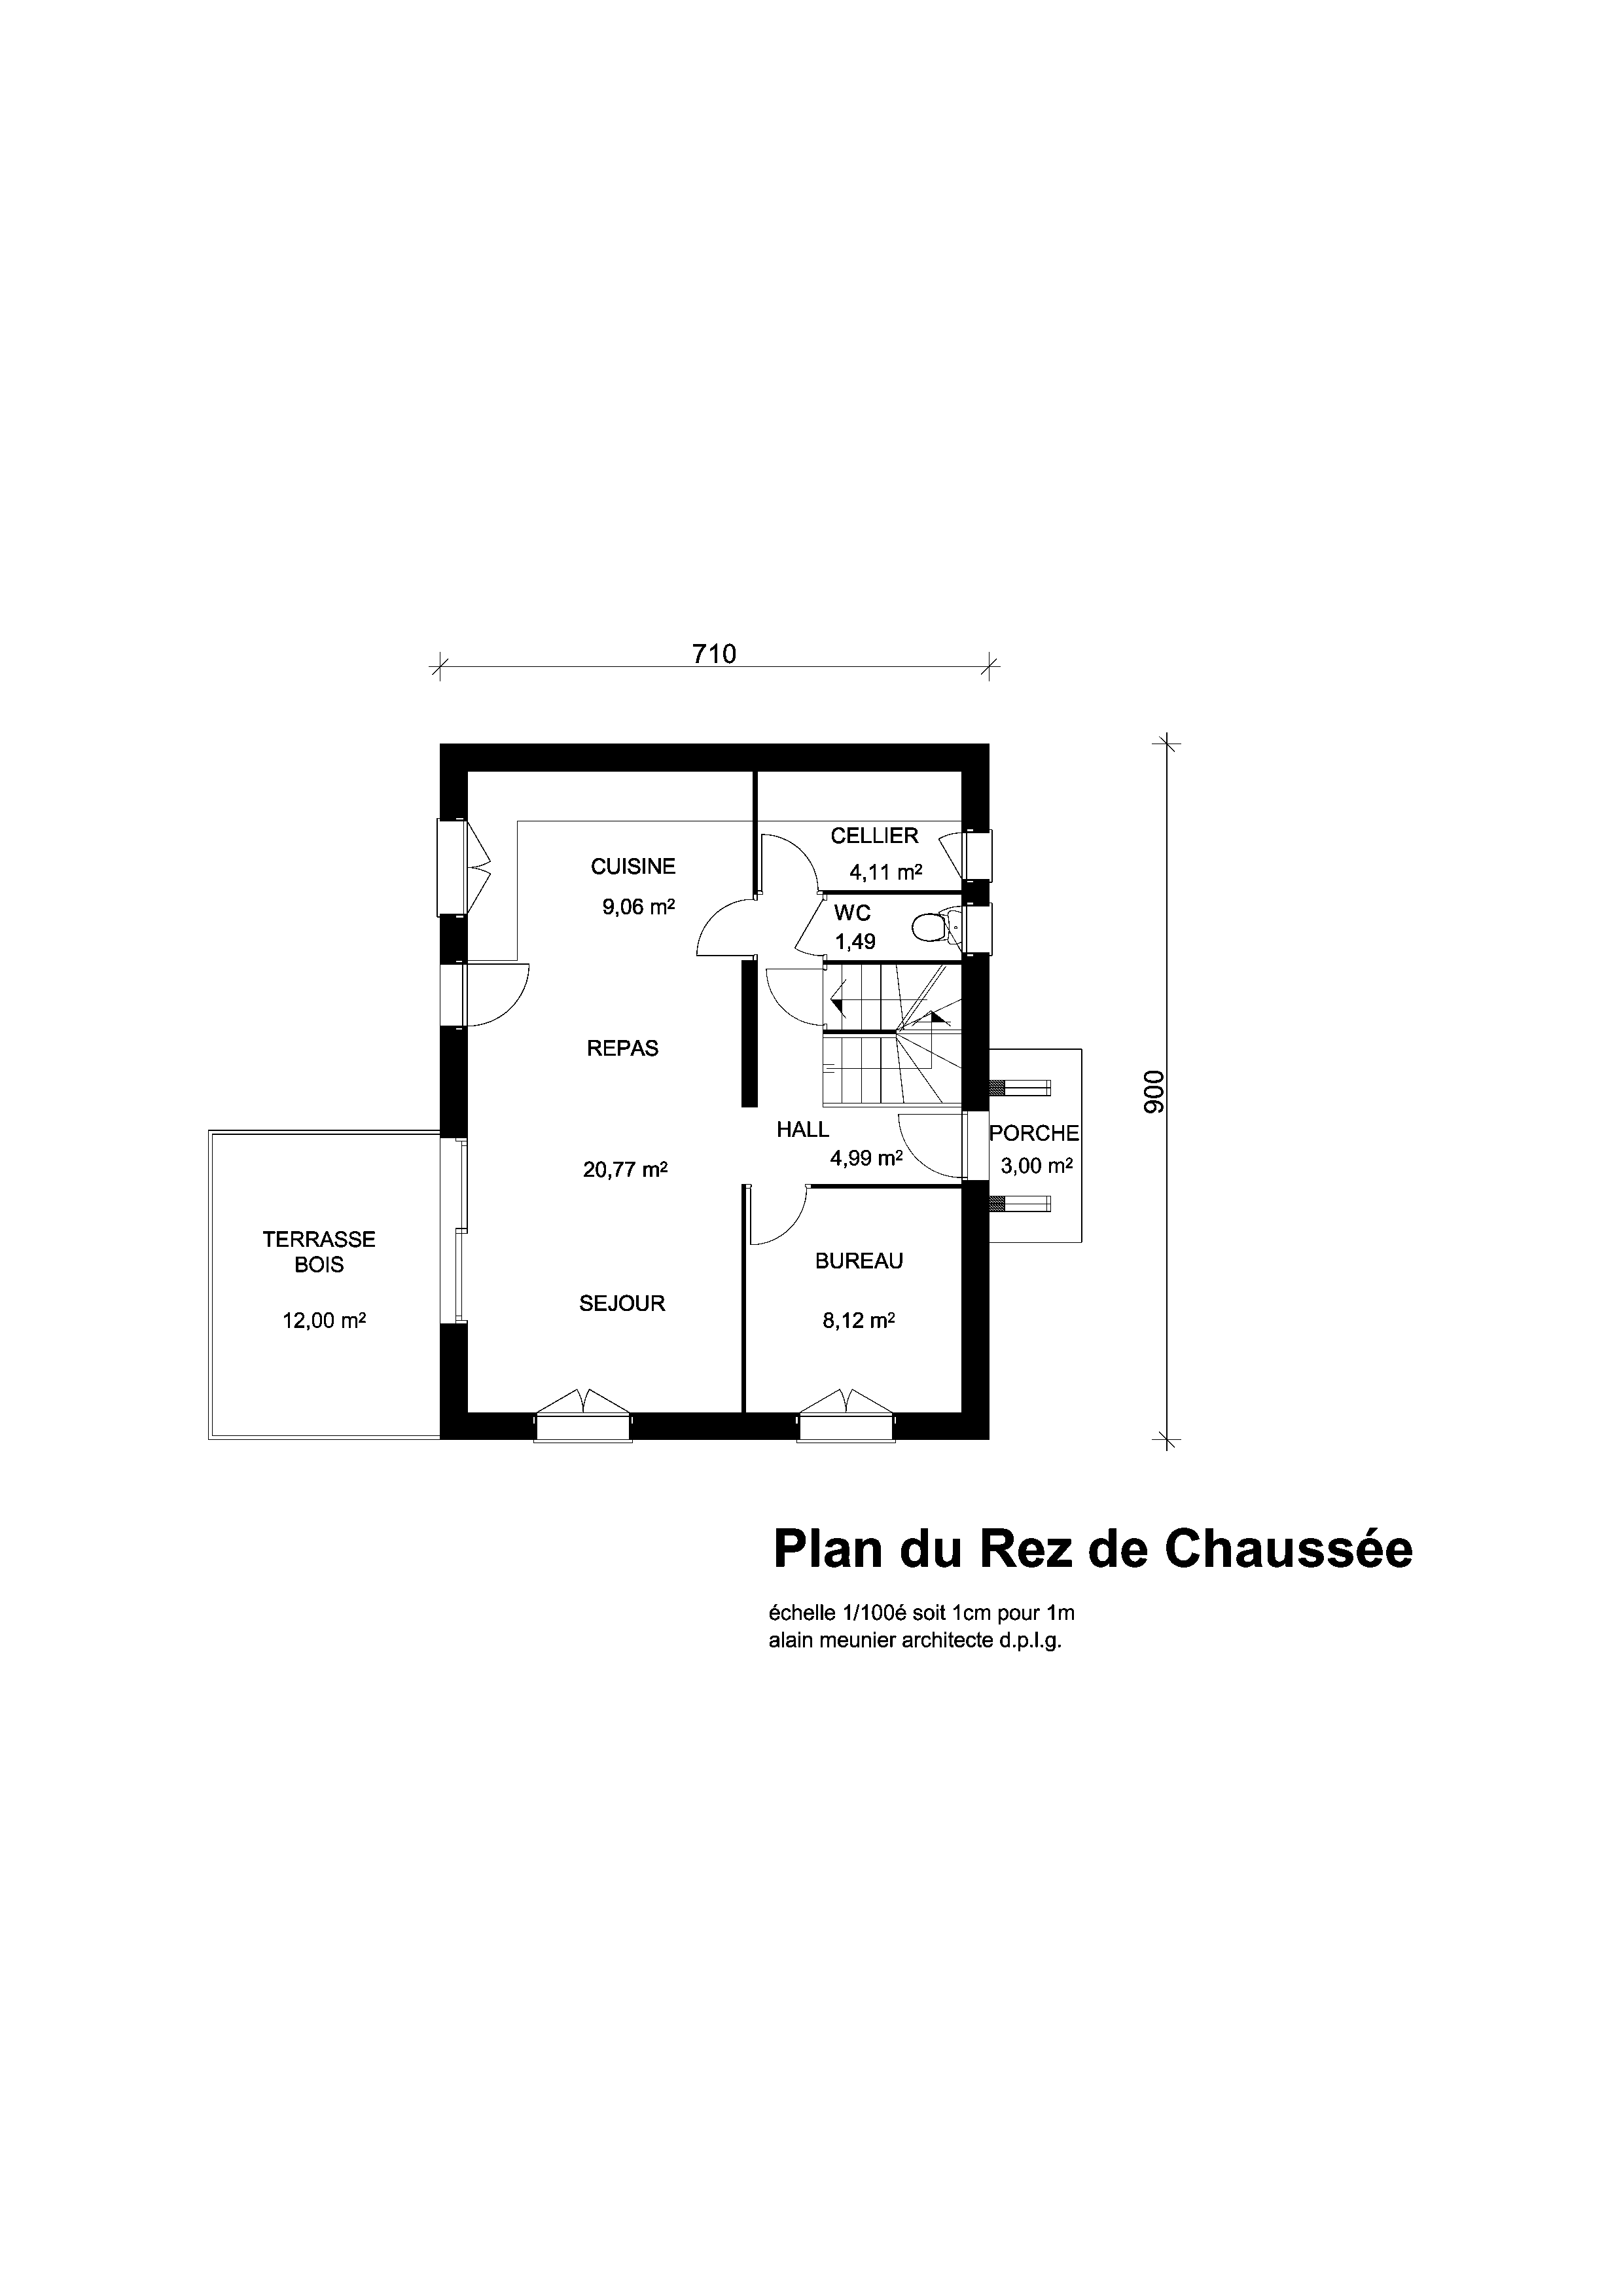 710
CELLIER
4,11 m²
CUISINE
9,06 m²
WC
1,49
REPAS
900
HALL
4,99 m²
PORCHE
3,00 m²
20,77 m²
TERRASSE
BOIS
12,00 m²
BUREAU
8,12 m²
SEJOUR
Plan du Rez de Chaussée
échelle 1/100é soit 1cm pour 1m
alain meunier architecte d.p.l.g.